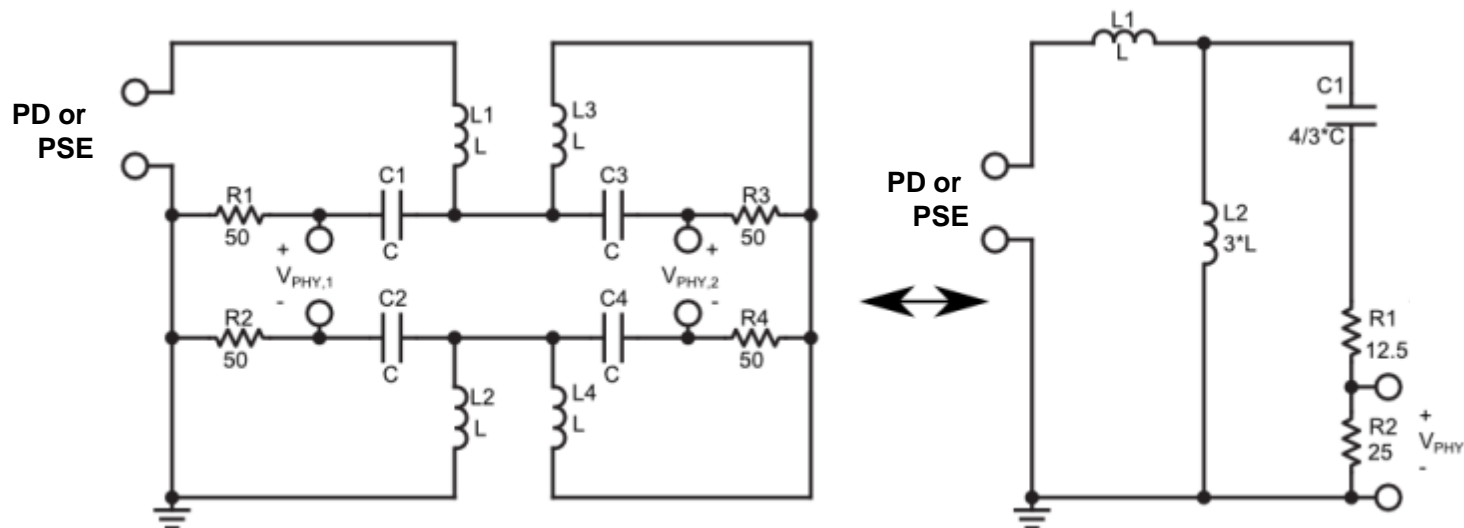 PD or
PSE
L1
L
L3
L
R1
50
C1
C
C3
C
R3
50
+
VPHY,1
-
VPHY,2
+
-
R2
50
C2
C
C4
C
R4
50
L2
L
L4
L
L1
L
C1
4/3*C
PD or
PSE
L2
3*L
R1
12.5
R2
25
+
VPHY
-